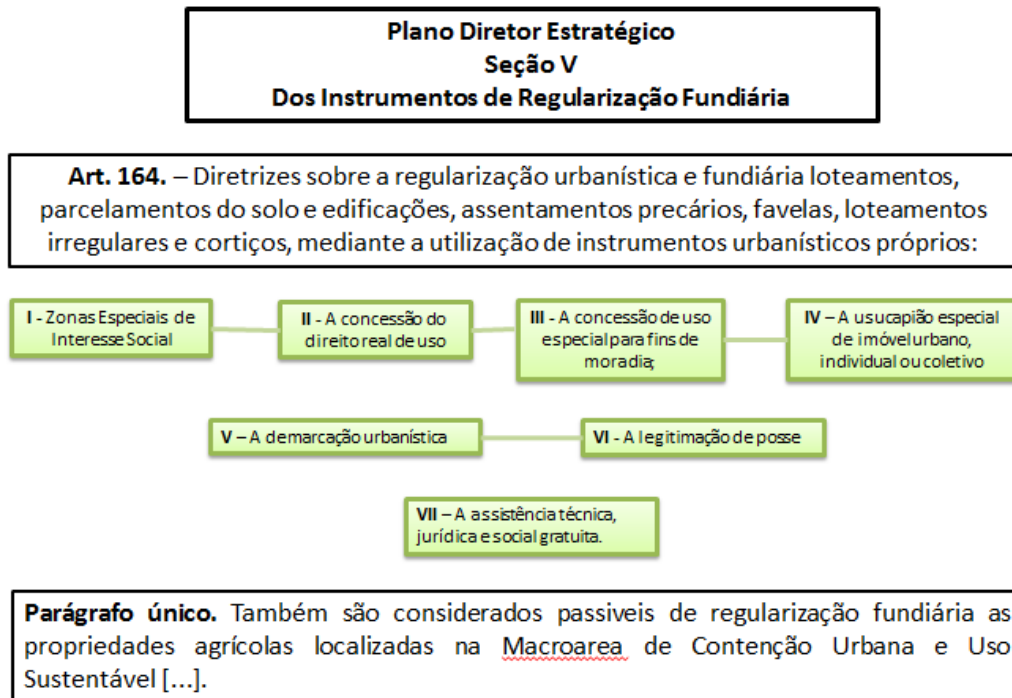 Plano Diretor Estratégico
Seção V
Dos Instrumentos de Regularização Fundiária
Art. 164. – Diretrizes sobre a regularização urbanística e fundiária loteamentos,
parcelamentos do solo e edificações, assentamentos precários, favelas, loteamentos
irregulares e cortiços, mediante a utilização de instrumentos urbanísticos próprios:
I - Zonas Especiais de
Interesse Social
II - A concessão do
direito real de uso
III - A concessão de uso
especial para fins de
moradia;
IV – A usucapião especial
de imóvel urbano,
individual ou coletivo
V – A demarcação urbanística
VI - A legitimação de posse
VII – A assistência técnica,
jurídica e social gratuita.
Parágrafo único. Também são considerados passiveis de regularização fundiária as
propriedades agrícolas localizadas na Macroarea de Contenção Urbana e Uso
Sustentável [...].